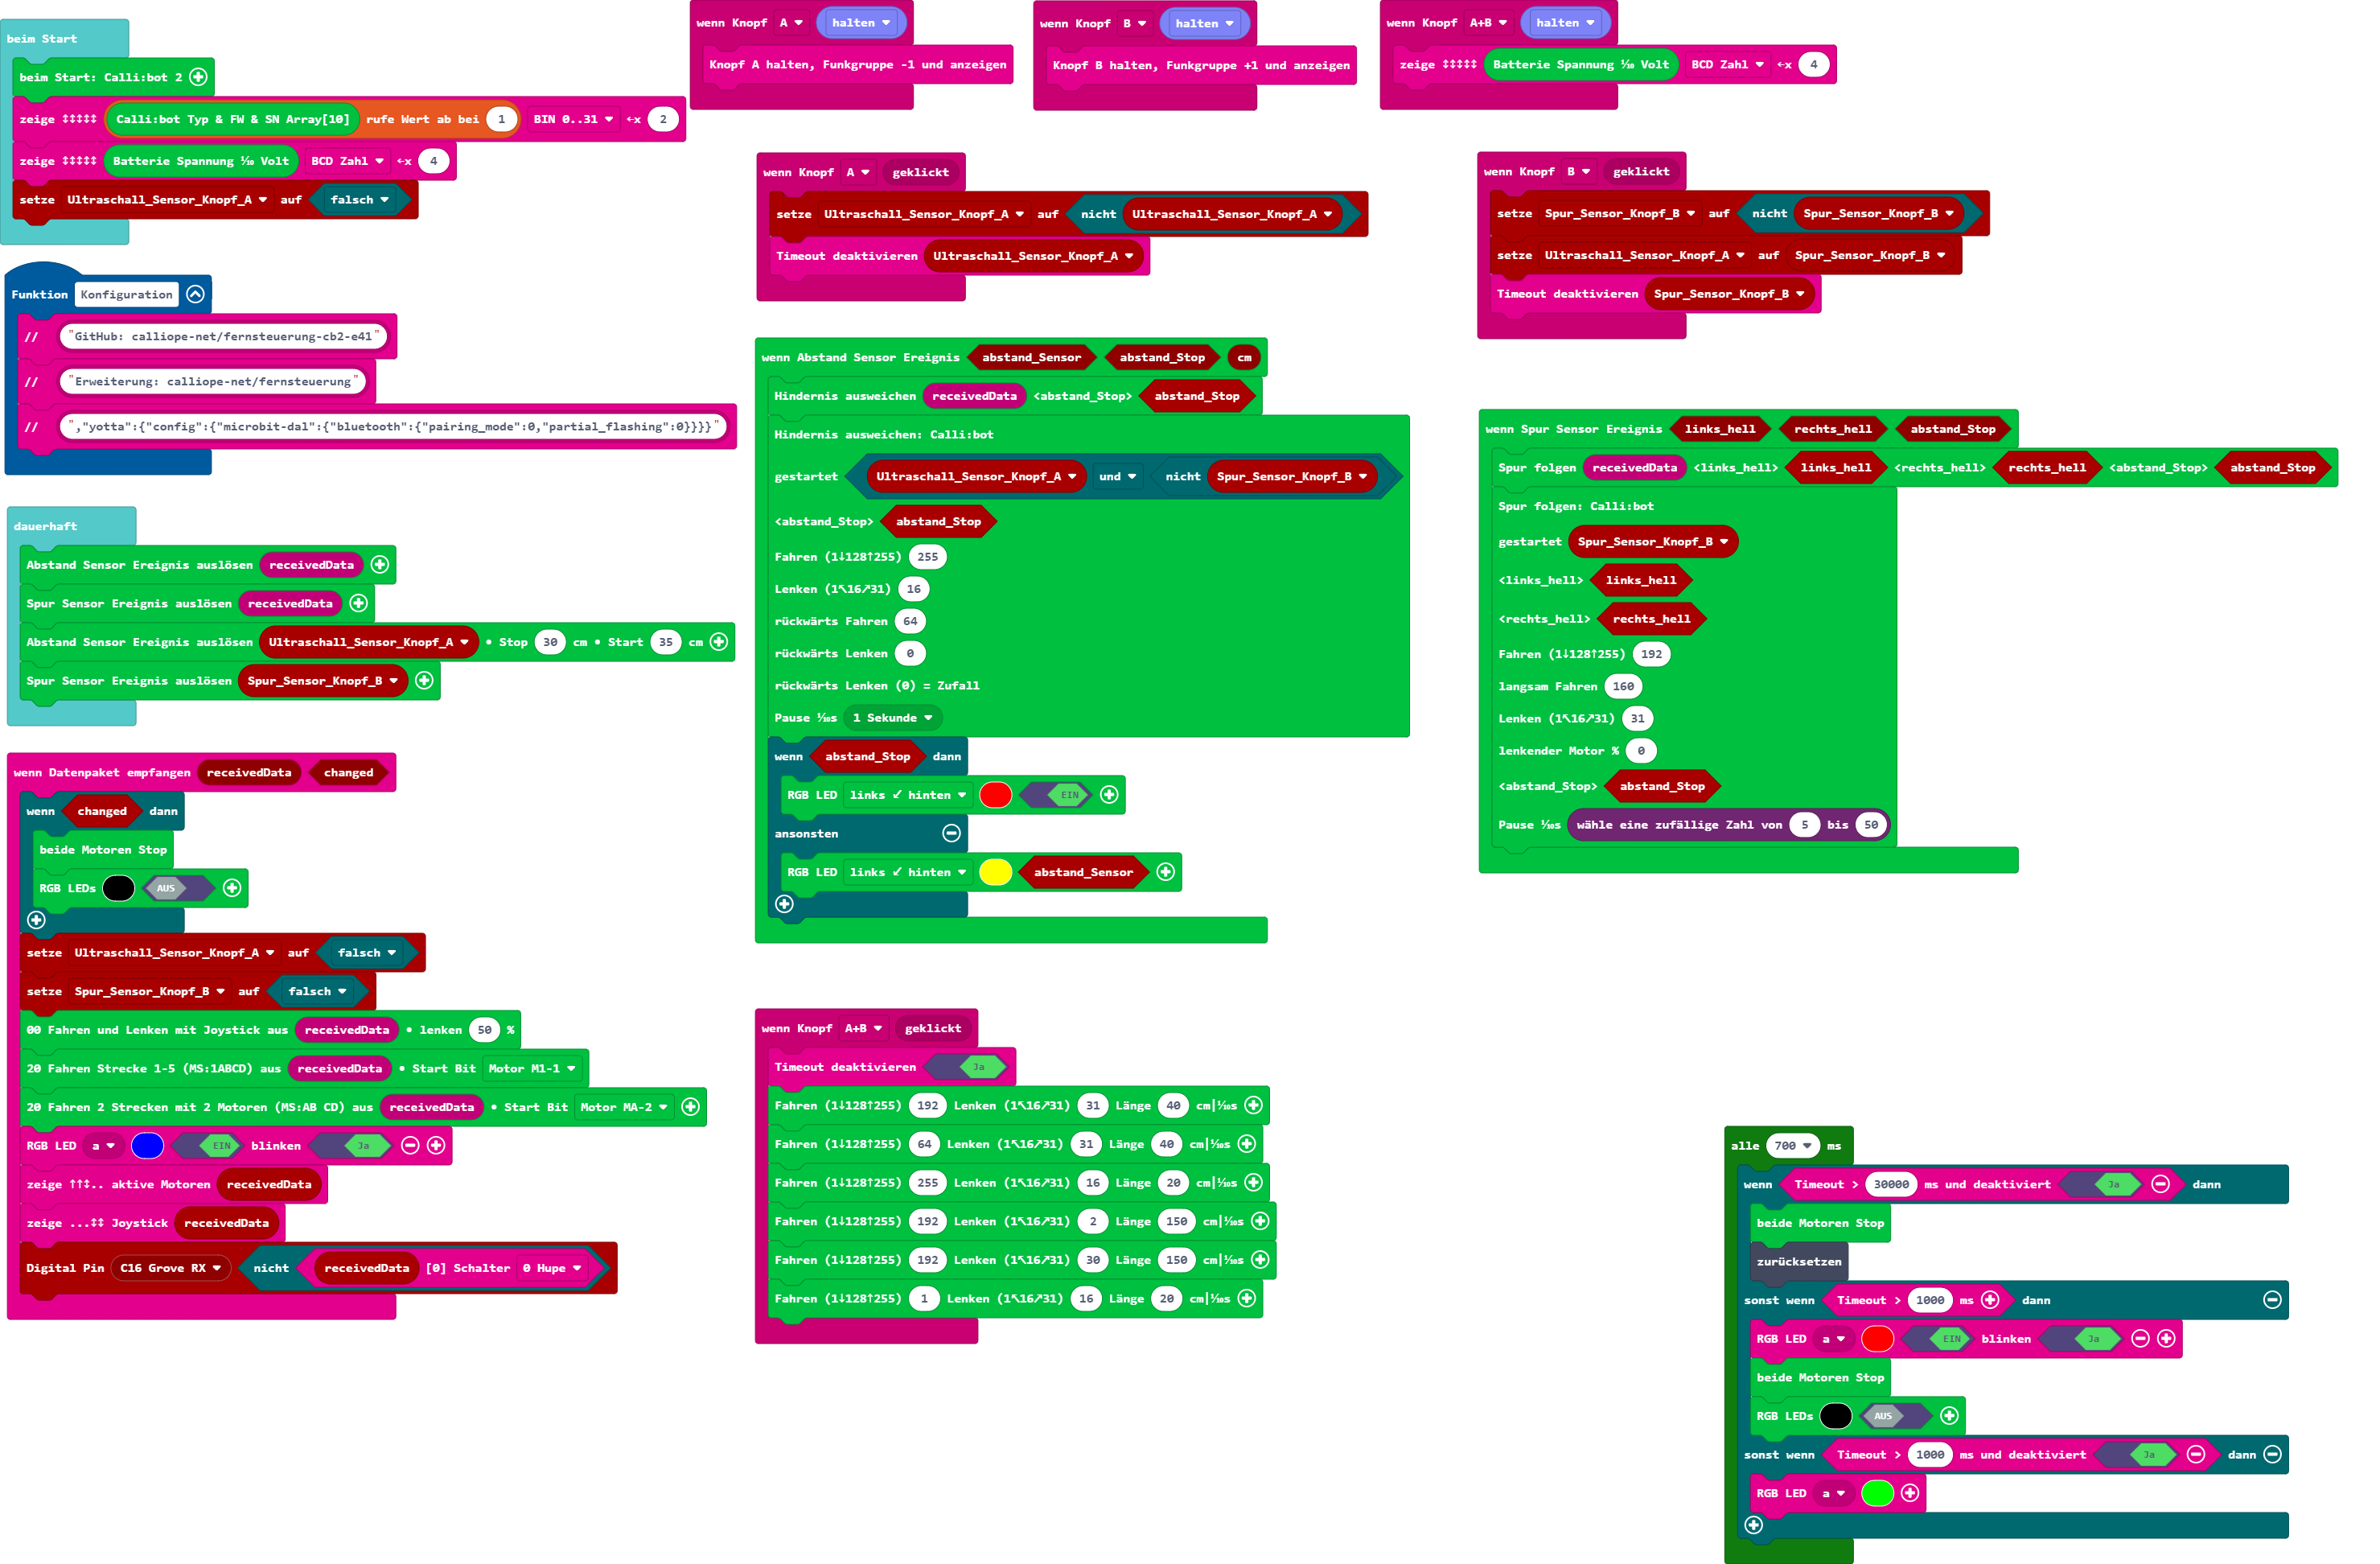 beim Start
beim Start: Calli:bot 2
zeige ↕↕↕↕↕ Calli:bot Typ & FW & SN Array[10] rufe Wert ab bei 1 BIN 0..31 ←x 2
zeige ↕↕↕↕↕ Batterie Spannung ⅒ Volt BCD Zahl ←x 4
setze Ultraschall_Sensor_Knopf_A auf falsch
Funktion Konfiguration
// "GitHub: calliope-net/fernsteuerung-cb2-e41"
// "Erweiterung: calliope-net/fernsteuerung"
// ","yotta":{"config":{"microbit-dal":{"bluetooth":{"pairing_mode":0,"partial_flashing":0}}}}"
dauerhaft
Abstand Sensor Ereignis auslösen receivedData
Spur Sensor Ereignis auslösen receivedData
Abstand Sensor Ereignis auslösen Ultraschall_Sensor_Knopf_A • Stop 30 cm • Start 35 cm
Spur Sensor Ereignis auslösen Spur_Sensor_Knopf_B
wenn Datenpaket empfangen receivedData changed
wenn changed dann
beide Motoren Stop
RGB LEDs AUS
setze Ultraschall_Sensor_Knopf_A auf falsch
setze Spur_Sensor_Knopf_B auf falsch
00 Fahren und Lenken mit Joystick aus receivedData • lenken 50 %
20 Fahren Strecke 1-5 (MS:1ABCD) aus receivedData • Start Bit Motor M1-1
20 Fahren 2 Strecken mit 2 Motoren (MS:AB CD) aus receivedData • Start Bit Motor MA-2
RGB LED a EIN blinken Ja
zeige ↑↑↕.. aktive Motoren receivedData
zeige ...↕↕ Joystick receivedData
Digital Pin C16 Grove RX nicht receivedData [0] Schalter 0 Hupe
wenn Knopf A halten
Knopf A halten, Funkgruppe -1 und anzeigen
wenn Knopf B halten
Knopf B halten, Funkgruppe +1 und anzeigen
wenn Knopf A+B halten
zeige ↕↕↕↕↕ Batterie Spannung ⅒ Volt BCD Zahl ←x 4
wenn Knopf A geklickt
setze Ultraschall_Sensor_Knopf_A auf nicht Ultraschall_Sensor_Knopf_A
Timeout deaktivieren Ultraschall_Sensor_Knopf_A
wenn Knopf B geklickt
setze Spur_Sensor_Knopf_B auf nicht Spur_Sensor_Knopf_B
setze Ultraschall_Sensor_Knopf_A auf Spur_Sensor_Knopf_B
Timeout deaktivieren Spur_Sensor_Knopf_B
wenn Abstand Sensor Ereignis abstand_Sensor abstand_Stop cm
Hindernis ausweichen receivedData <abstand_Stop> abstand_Stop
Hindernis ausweichen: Calli:bot
gestartet Ultraschall_Sensor_Knopf_A und nicht Spur_Sensor_Knopf_B
<abstand_Stop> abstand_Stop
Fahren (1↓128↑255) 255
Lenken (1↖16↗31) 16
rückwärts Fahren 64
rückwärts Lenken 0
rückwärts Lenken (0) = Zufall
Pause ⅒s 1 Sekunde
wenn abstand_Stop dann
RGB LED links ↙ hinten EIN
ansonsten
RGB LED links ↙ hinten abstand_Sensor
wenn Spur Sensor Ereignis links_hell rechts_hell abstand_Stop
Spur folgen receivedData <links_hell> links_hell <rechts_hell> rechts_hell <abstand_Stop> abstand_Stop
Spur folgen: Calli:bot
gestartet Spur_Sensor_Knopf_B
<links_hell> links_hell
<rechts_hell> rechts_hell
Fahren (1↓128↑255) 192
langsam Fahren 160
Lenken (1↖16↗31) 31
lenkender Motor % 0
<abstand_Stop> abstand_Stop
Pause ⅒s wähle eine zufällige Zahl von 5 bis 50
wenn Knopf A+B geklickt
Timeout deaktivieren Ja
Fahren (1↓128↑255) 192 Lenken (1↖16↗31) 31 Länge 40 cm|⅒s
Fahren (1↓128↑255) 64 Lenken (1↖16↗31) 31 Länge 40 cm|⅒s
Fahren (1↓128↑255) 255 Lenken (1↖16↗31) 16 Länge 20 cm|⅒s
Fahren (1↓128↑255) 192 Lenken (1↖16↗31) 2 Länge 150 cm|⅒s
Fahren (1↓128↑255) 192 Lenken (1↖16↗31) 30 Länge 150 cm|⅒s
Fahren (1↓128↑255) 1 Lenken (1↖16↗31) 16 Länge 20 cm|⅒s
alle 700 ms
wenn Timeout > 30000 ms und deaktiviert Ja dann
beide Motoren Stop
zurücksetzen
sonst wenn Timeout > 1000 ms dann
RGB LED a EIN blinken Ja
beide Motoren Stop
RGB LEDs AUS
sonst wenn Timeout > 1000 ms und deaktiviert Ja dann
RGB LED a